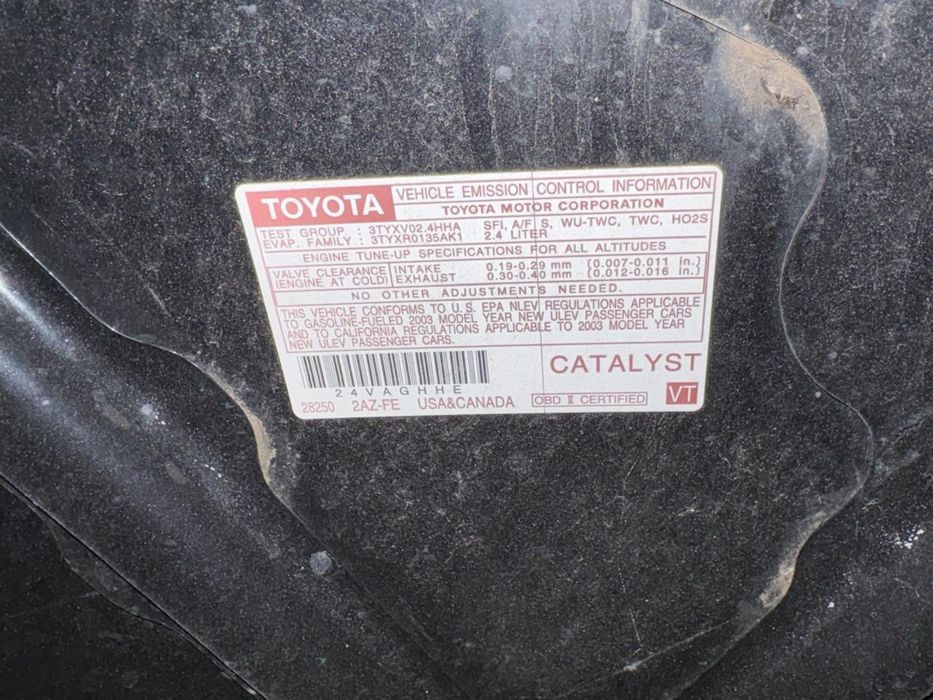 TOYOTA VEHICLE EMISSION CONTROL INFORMATION
TOYOTA MOTOR CORPORATION
TEST GROUP : 3TYXV02.4HHA SFI, A/F S, WU-TWC, TWC, HO2S
EVAP. FAMILY : 3TYXR0135AK1 2.4 LITER
ENGINE TUNE-UP SPECIFICATIONS FOR ALL ALTITUDES
VALVE CLEARANCE INTAKE 0.19-0.29 mm (0.007-0.011 in.)
(ENGINE AT COLD) EXHAUST 0.30-0.40 mm (0.012-0.016 in.)
NO OTHER ADJUSTMENTS NEEDED.
THIS VEHICLE CONFORMS TO U.S. EPA NLEV REGULATIONS APPLICABLE
TO GASOLINE-FUELED 2003 MODEL YEAR NEW ULEV PASSENGER CARS
AND TO CALIFORNIA REGULATIONS APPLICABLE TO 2003 MODEL YEAR
NEW ULEV PASSENGER CARS.
CATALYST
24VAGHHE
28250 2AZ-FE USA&CANADA OBD II CERTIFIED VT